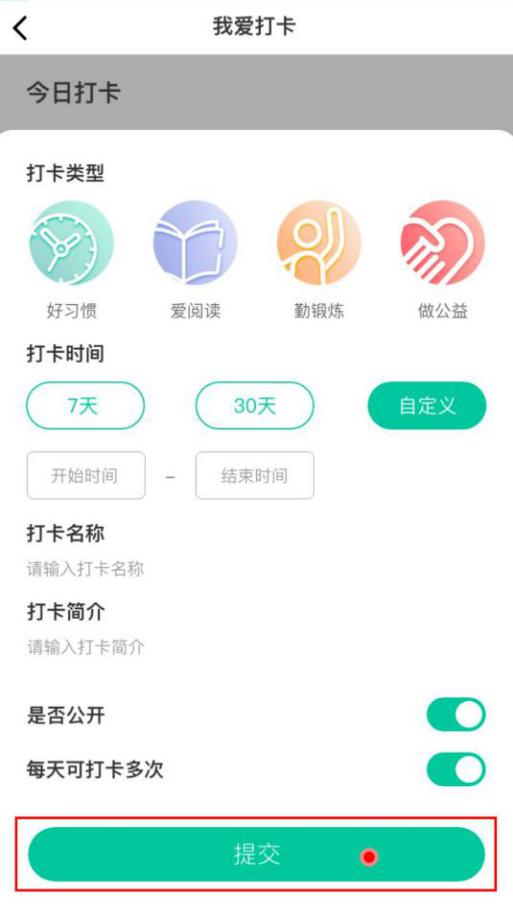 我爱打卡
今日打卡
打卡类型
好习惯 爱阅读 勤锻炼 做公益
打卡时间
7天 30天 自定义
开始时间 – 结束时间
打卡名称
请输入打卡名称
打卡简介
请输入打卡简介
是否公开
每天可打卡多次
提交